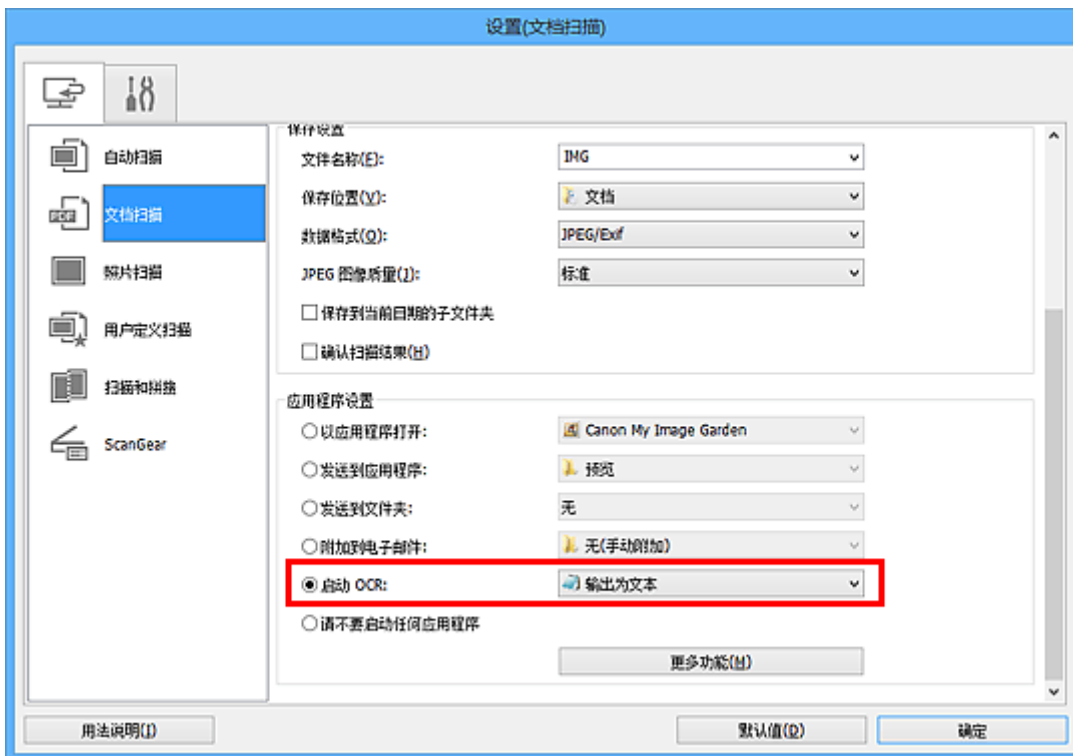 设置(文档扫描)
自动扫描
文档扫描
照片扫描
用户定义扫描
扫描和拼接
ScanGear
保存设置
文件名称(F): IMG
保存位置(V): 文档
数据格式(O): JPEG/Exif
JPEG 图像质量(J): 标准
保存到当前日期的子文件夹
确认扫描结果(H)
应用程序设置
以应用程序打开: Canon My Image Garden
发送到应用程序: 预览
发送到文件夹: 无
附加到电子邮件: 无(手动附加)
启动 OCR: 输出为文本
请不要启动任何应用程序
更多功能(M)
用法说明(I) 默认值(D) 确定